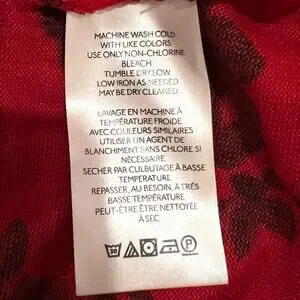 MACHINE WASH COLD
WITH LIKE COLORS
USE ONLY NON-CHLORINE
BLEACH
TUMBLE DRY LOW
LOW IRON AS NEEDED
MAY BE DRY CLEANED
LAVAGE EN MACHINE À
TEMPÉRATURE FROIDE
AVEC COULEURS SIMILAIRES
UTILISER UN AGENT DE
BLANCHIMENT SANS CHLORE SI
NÉCESSAIRE
SECHER PAR CULBUTAGE À BASSE
TEMPERATURE
REPASSER, AU BESOIN, À TRÈS
BASSE TEMPÉRATURE
PEUT-ÊTRE ÊTRE NETTOYÉE
À SEC
30